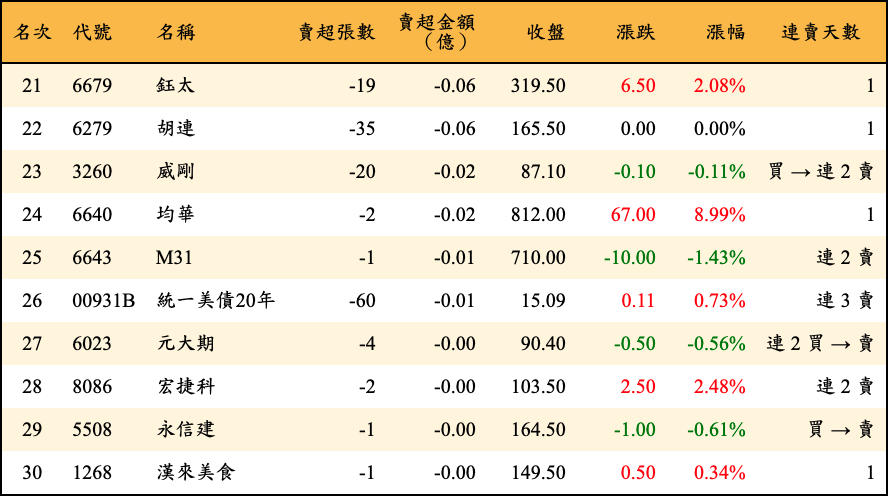 名次 代號 名稱 賣超張數 賣超金額（億） 收盤 漲跌 漲幅 連賣天數
21 6679 鈺太 -19 -0.06 319.50 6.50 2.08% 1
22 6279 胡連 -35 -0.06 165.50 0.00 0.00% 1
23 3260 威剛 -20 -0.02 87.10 -0.10 -0.11% 買 → 連 2 賣
24 6640 均華 -2 -0.02 812.00 67.00 8.99% 1
25 6643 M31 -1 -0.01 710.00 -10.00 -1.43% 連 2 賣
26 00931B 統一美債20年 -60 -0.01 15.09 0.11 0.73% 連 3 賣
27 6023 元大期 -4 -0.00 90.40 -0.50 -0.56% 連 2 買 → 賣
28 8086 宏捷科 -2 -0.00 103.50 2.50 2.48% 連 2 賣
29 5508 永信建 -1 -0.00 164.50 -1.00 -0.61% 買 → 賣
30 1268 漢來美食 -1 -0.00 149.50 0.50 0.34% 1